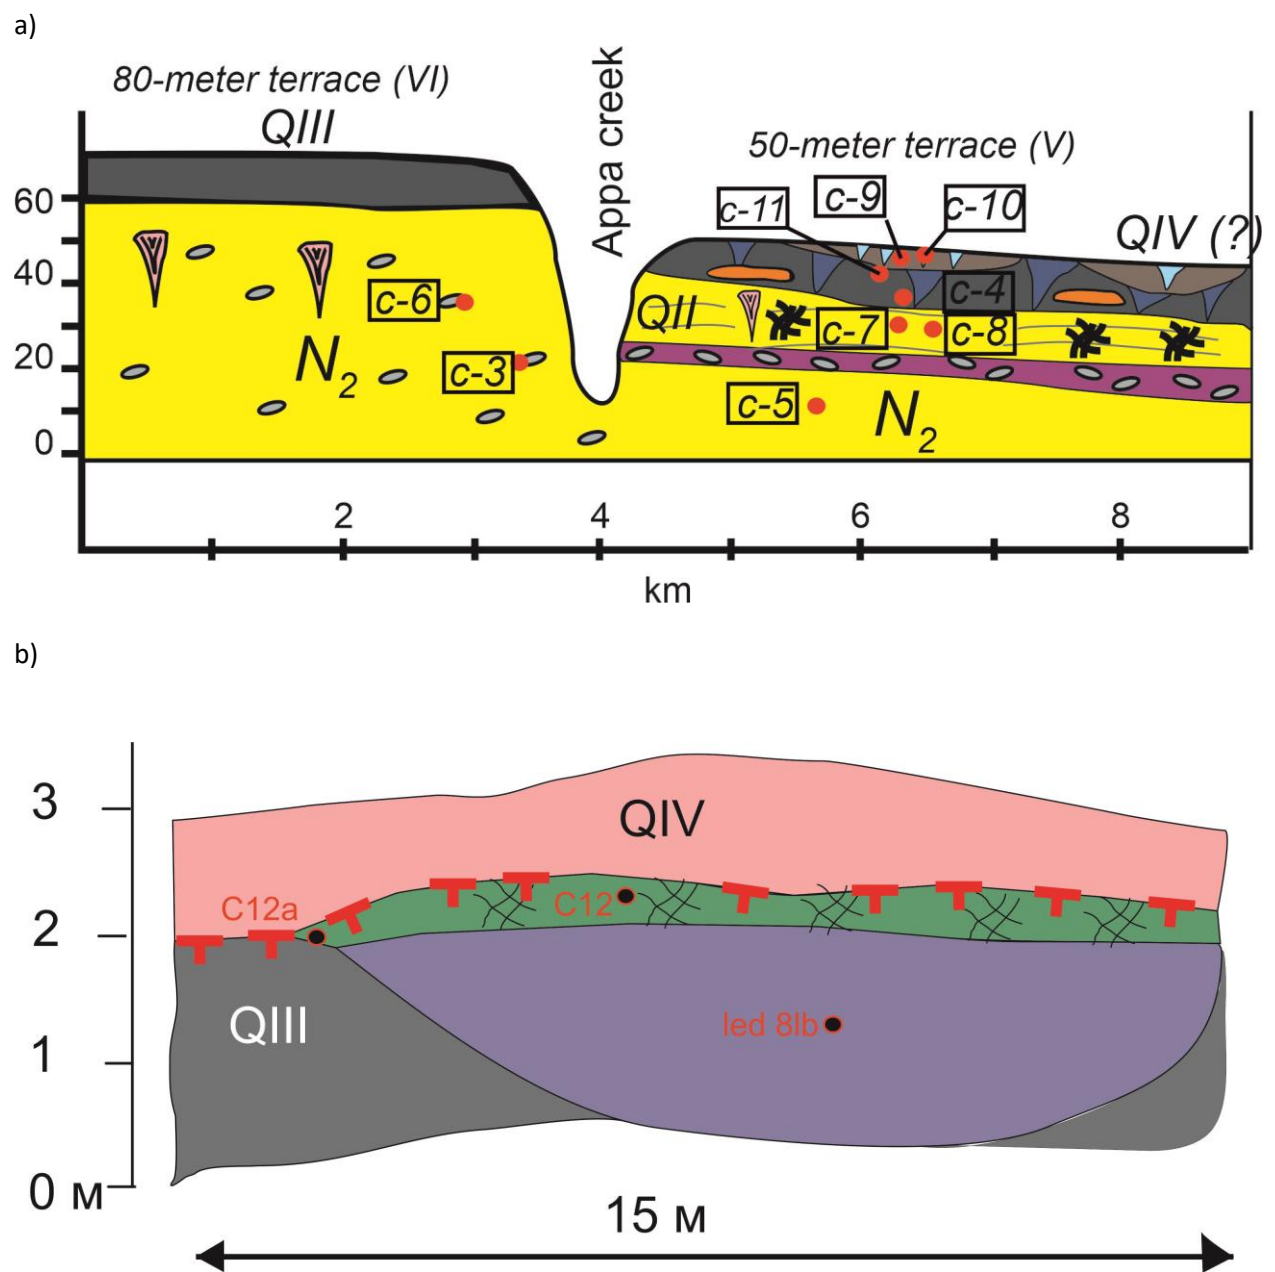 a)
80-meter terrace (VI)
QIII
Appa creek
50-meter terrace (V)
c-11
c-9
c-10
QIV (?)
60
40
20
0
c-6
c-3
N2
QII
c-4
c-7
c-8
c-5
N2
2
4
6
8
km
b)
3
2
1
0 м
QIV
C12a
C12
QIII
led 8Ib
15 м